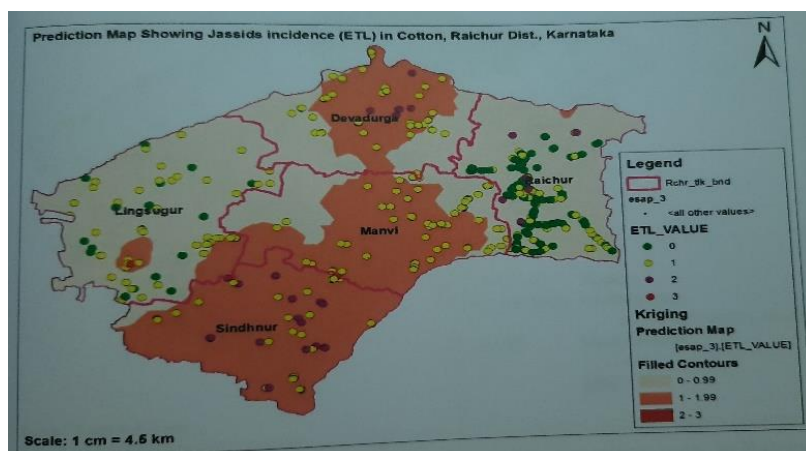 Prediction Map Showing Jassids incidence (ETL) in Cotton, Raichur Dist., Karnataka
N
Devadurga
Raichur
Lingsugur
Manvi
Sindhnur
Legend
Rchr_tlk_bnd
esap_3
<all other values>
ETL_VALUE
0
1
2
3
Kriging
Prediction Map
[esap_3].[ETL_VALUE]
Filled Contours
0 - 0.99
1 - 1.99
2 - 3
Scale: 1 cm = 4.5 km